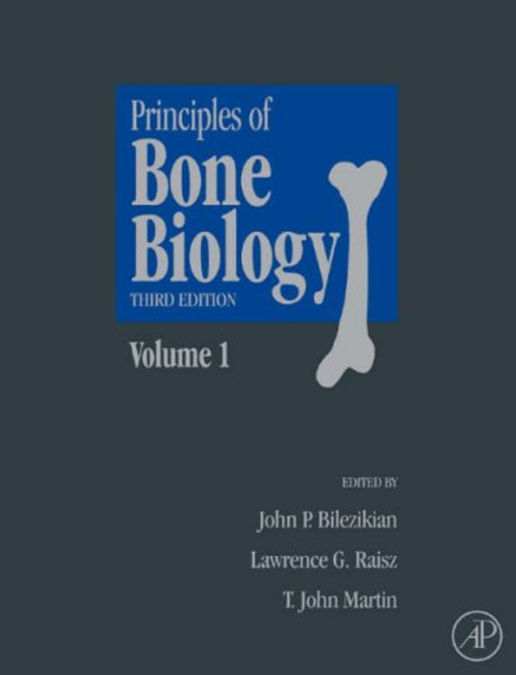 Principles of
Bone
Biology
THIRD EDITION
Volume 1
EDITED BY
John P. Bilezikian
Lawrence G. Raisz
T. John Martin
AP